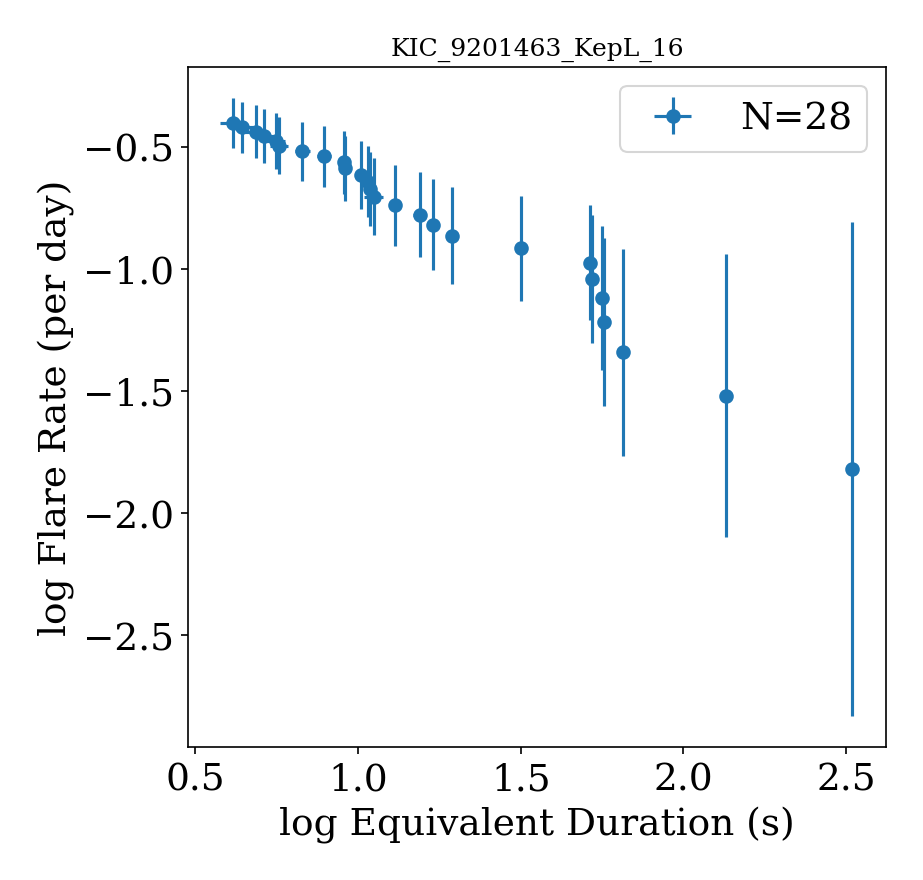 KIC_9201463_KepL_16
N=28
log Flare Rate (per day)
−0.5
−1.0
−1.5
−2.0
−2.5
0.5 1.0 1.5 2.0 2.5
log Equivalent Duration (s)